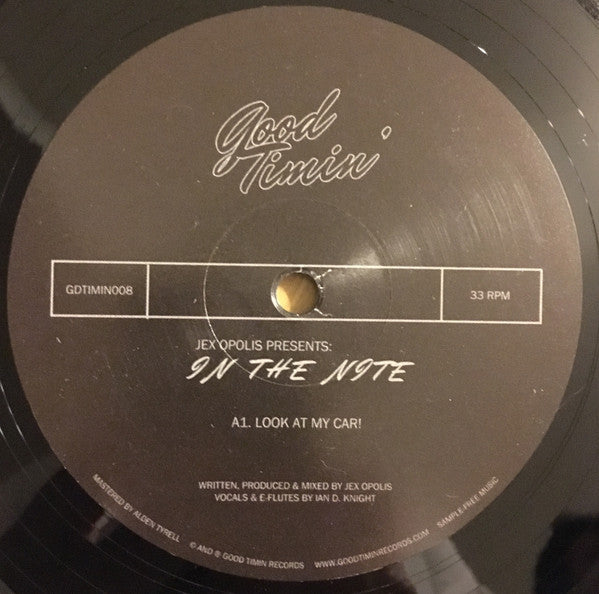 Good
Timin'
GDTIMIN008
33 RPM
JEX OPOLIS PRESENTS:
IN THE NITE
A1. LOOK AT MY CAR!
WRITTEN, PRODUCED & MIXED BY JEX OPOLIS
VOCALS & E-FLUTES BY IAN D. KNIGHT
MASTERED BY ALDEN TYRELL
© AND ℗ GOOD TIMIN RECORDS
WWW.GOODTIMINRECORDS.COM
SAMPLE FREE MUSIC